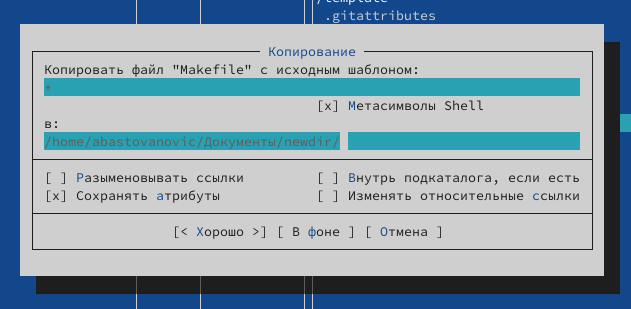 /template
.gitattributes
Копирование
Копировать файл "Makefile" с исходным шаблоном:
*
[x] Метасимволы Shell
в:
/home/abastovanovic/Документы/newdir/
[ ] Разыменовывать ссылки [ ] Внутрь подкаталога, если есть
[x] Сохранять атрибуты [ ] Изменять относительные ссылки
[< Хорошо >] [ В фоне ] [ Отмена ]